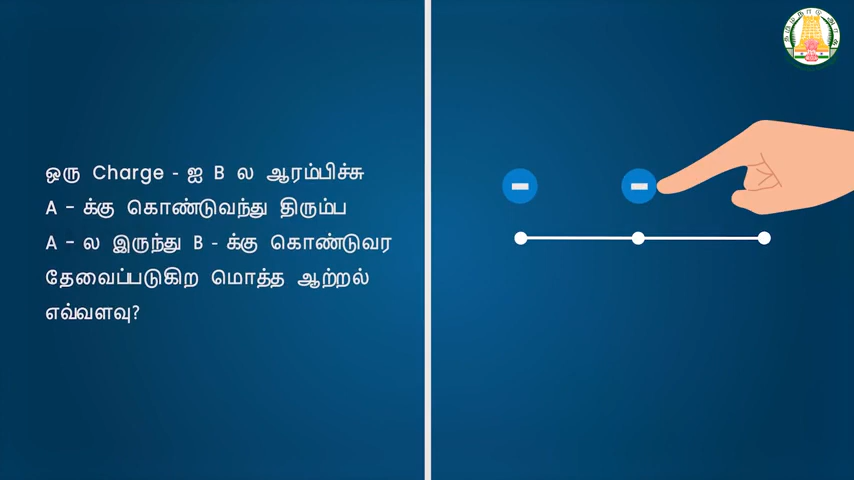 ஒரு Charge - ஐ B ல ஆரம்பிச்சு
A - க்கு கொண்டுவந்து திரும்ப
A - ல இருந்து B - க்கு கொண்டுவர
தேவைப்படுகிற மொத்த ஆற்றல்
எவ்வளவு?